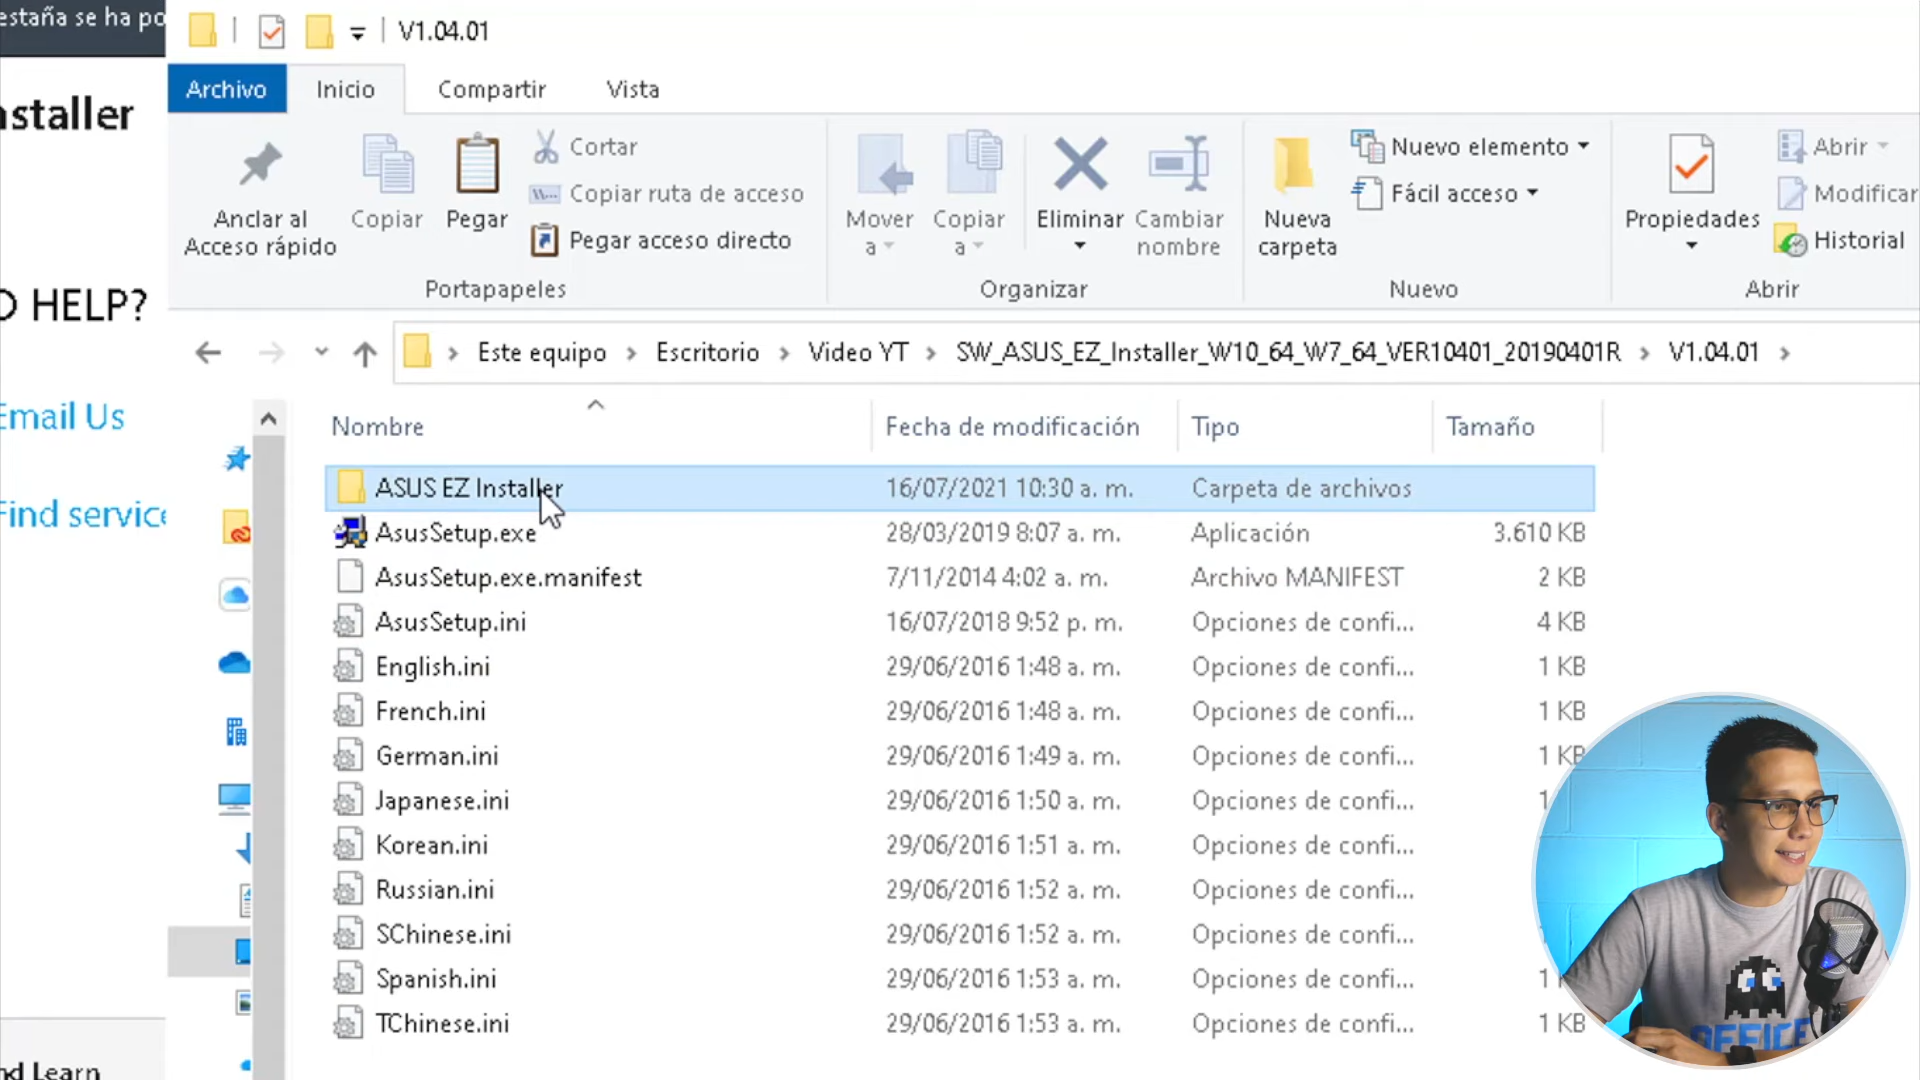 estaña se ha po
V1.04.01
Archivo Inicio Compartir Vista
nstaller
Anclar al
Acceso rápido
Copiar
Pegar
Cortar
Copiar ruta de acceso
Pegar acceso directo
Portapapeles
Mover
a
Copiar
a
Eliminar
Cambiar
nombre
Organizar
Nueva
carpeta
Nuevo elemento
Fácil acceso
Nuevo
Propiedades
Abrir
Modificar
Historial
Abrir
HELP?
Este equipo > Escritorio > Video YT > SW_ASUS_EZ_Installer_W10_64_W7_64_VER10401_20190401R > V1.04.01 >
Email Us
Find service
Nombre Fecha de modificación Tipo Tamaño
ASUS EZ Installer 16/07/2021 10:30 a. m. Carpeta de archivos
AsusSetup.exe 28/03/2019 8:07 a. m. Aplicación 3.610 KB
AsusSetup.exe.manifest 7/11/2014 4:02 a. m. Archivo MANIFEST 2 KB
AsusSetup.ini 16/07/2018 9:52 p. m. Opciones de confi... 4 KB
English.ini 29/06/2016 1:48 a. m. Opciones de confi... 1 KB
French.ini 29/06/2016 1:48 a. m. Opciones de confi... 1 KB
German.ini 29/06/2016 1:49 a. m. Opciones de confi... 1 KB
Japanese.ini 29/06/2016 1:50 a. m. Opciones de confi... 1
Korean.ini 29/06/2016 1:51 a. m. Opciones de confi...
Russian.ini 29/06/2016 1:52 a. m. Opciones de confi...
SChinese.ini 29/06/2016 1:52 a. m. Opciones de confi...
Spanish.ini 29/06/2016 1:53 a. m. Opciones de confi... 1
TChinese.ini 29/06/2016 1:53 a. m. Opciones de confi... 1 KB
nd Learn
OFFICE